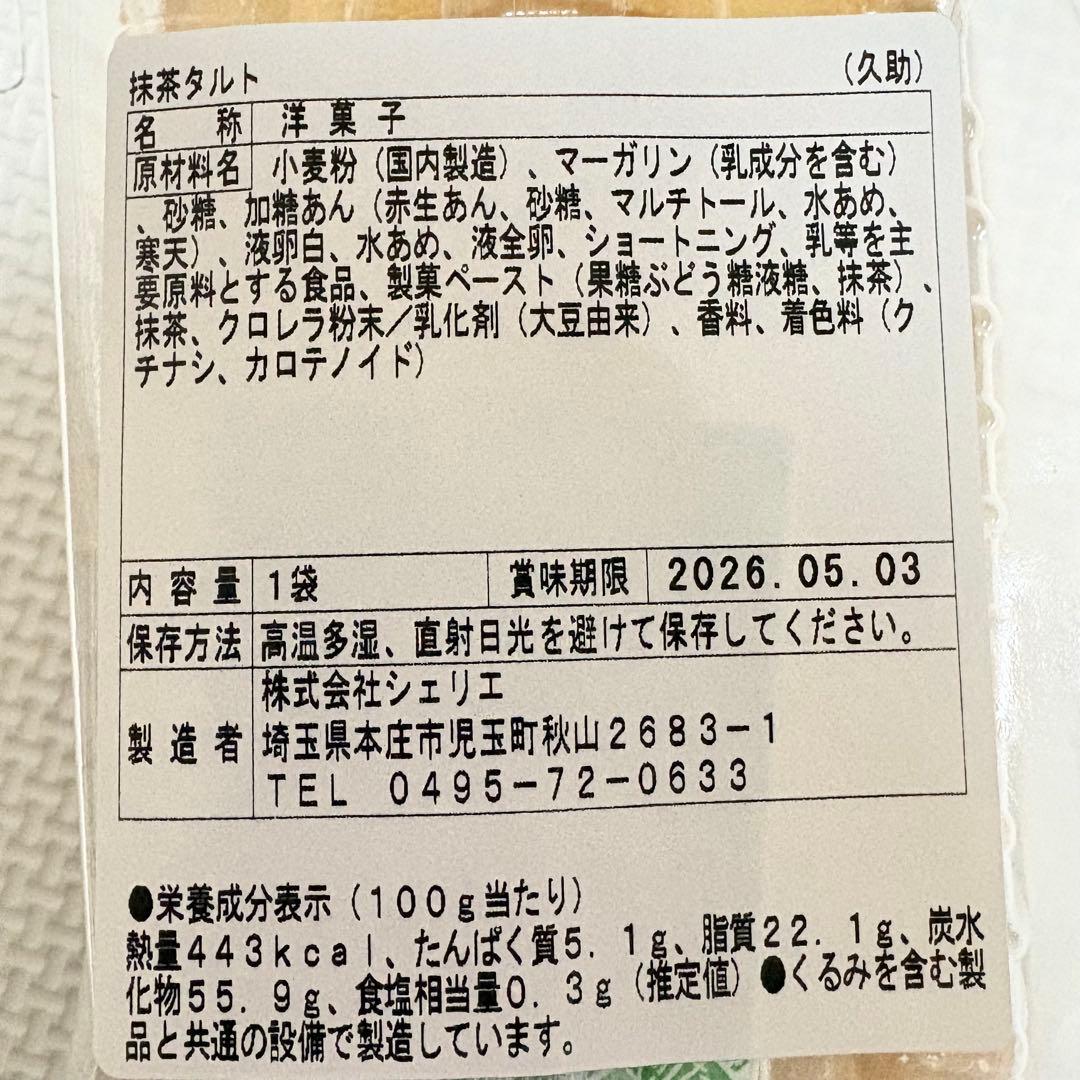 抹茶タルト （久助）
名称 洋菓子
原材料名 小麦粉（国内製造）、マーガリン（乳成分を含む）
、砂糖、加糖あん（赤生あん、砂糖、マルチトール、水あめ、
寒天）、液卵白、水あめ、液全卵、ショートニング、乳等を主
要原料とする食品、製菓ペースト（果糖ぶどう糖液糖、抹茶）、
抹茶、クロレラ粉末／乳化剤（大豆由来）、香料、着色料（ク
チナシ、カロテノイド）
内容量 1袋 賞味期限 2026.05.03
保存方法 高温多湿、直射日光を避けて保存してください。
製造者 株式会社シェリエ
埼玉県本庄市児玉町秋山2683-1
TEL 0495-72-0633
●栄養成分表示（100g当たり）
熱量443kcal、たんぱく質5.1g、脂質22.1g、炭水
化物55.9g、食塩相当量0.3g（推定値）●くるみを含む製
品と共通の設備で製造しています。